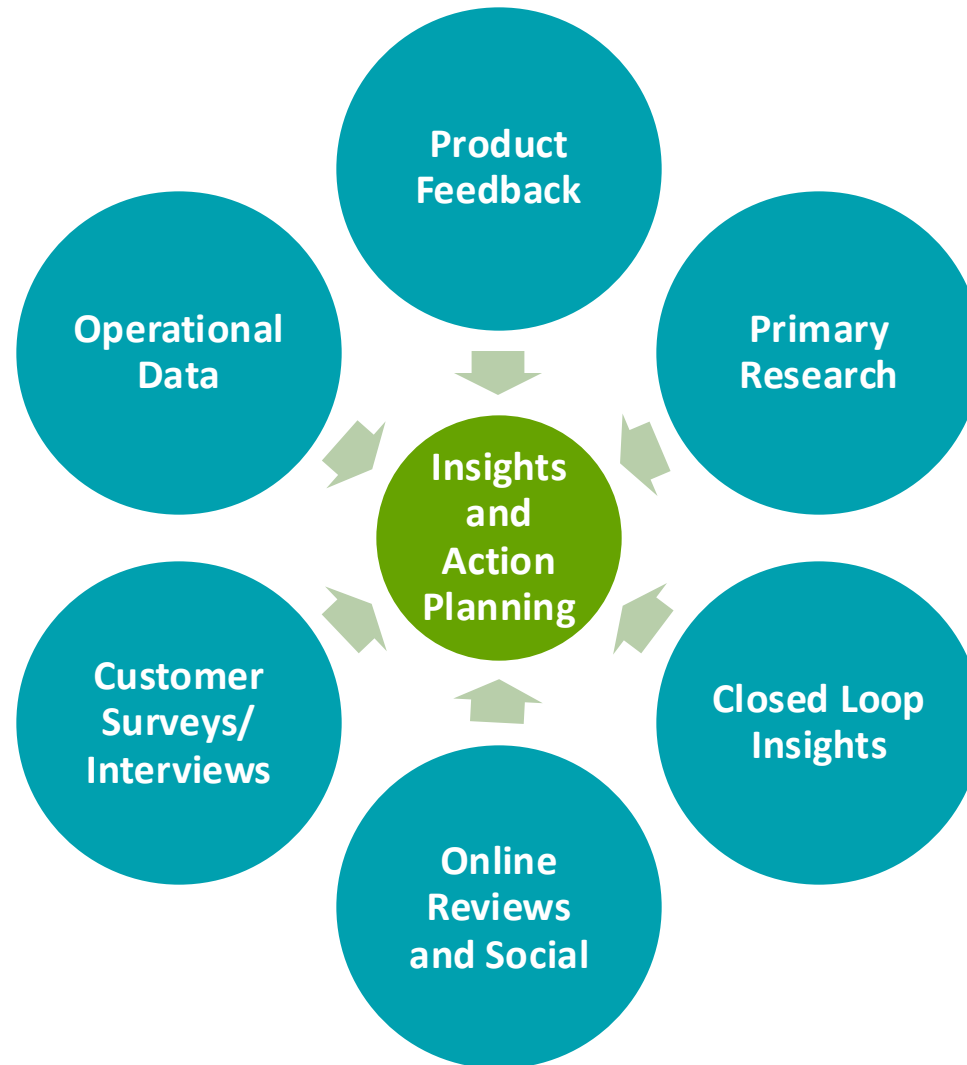 Product
Feedback
Operational
Data
Primary
Research
Insights
and
Action
Planning
Customer
Surveys/
Interviews
Closed Loop
Insights
Online
Reviews
and Social